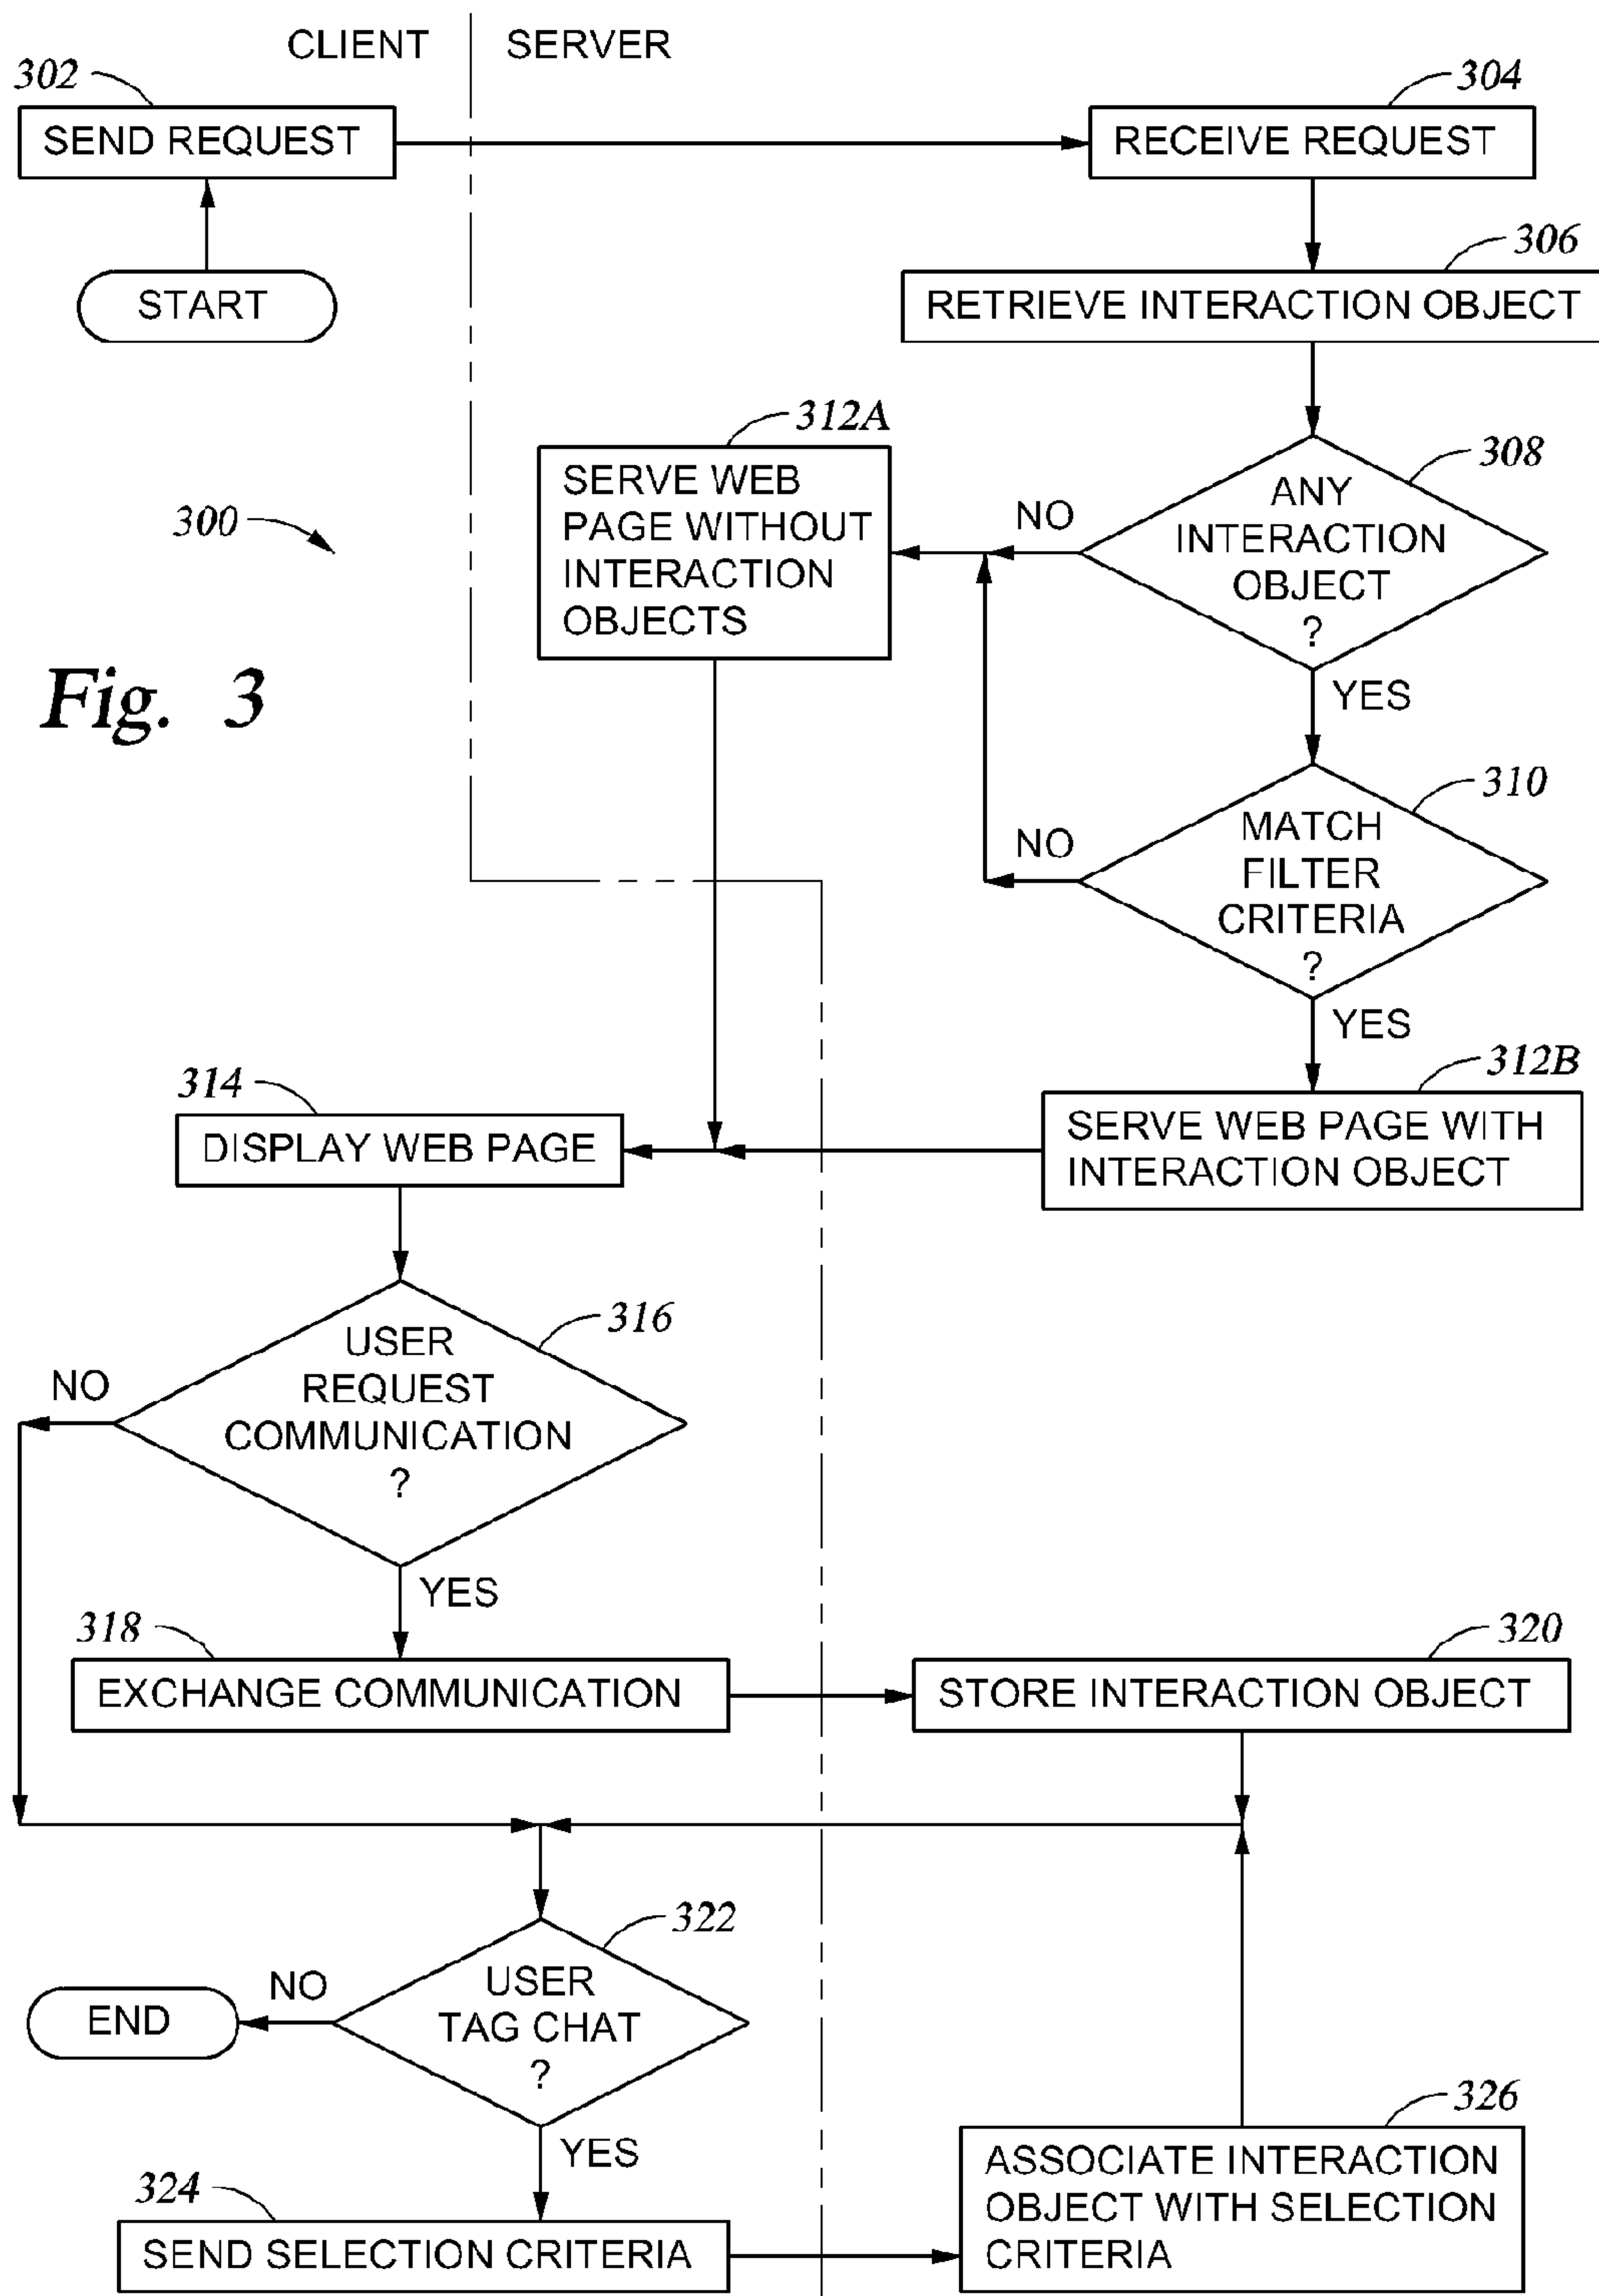 CLIENT
SERVER
302
304
SEND REQUEST
RECEIVE REQUEST
START
306
RETRIEVE INTERACTION OBJECT
312A
SERVE WEB
PAGE WITHOUT
INTERACTION
OBJECTS
308
NO
ANY
INTERACTION
OBJECT
?
300
YES
Fig. 3
310
NO
MATCH
FILTER
CRITERIA
?
YES
312B
314
SERVE WEB PAGE WITH
INTERACTION OBJECT
DISPLAY WEB PAGE
316
USER
REQUEST
COMMUNICATION
?
NO
YES
318
320
EXCHANGE COMMUNICATION
STORE INTERACTION OBJECT
322
USER
TAG CHAT
?
NO
END
YES
326
324
ASSOCIATE INTERACTION
OBJECT WITH SELECTION
CRITERIA
SEND SELECTION CRITERIA